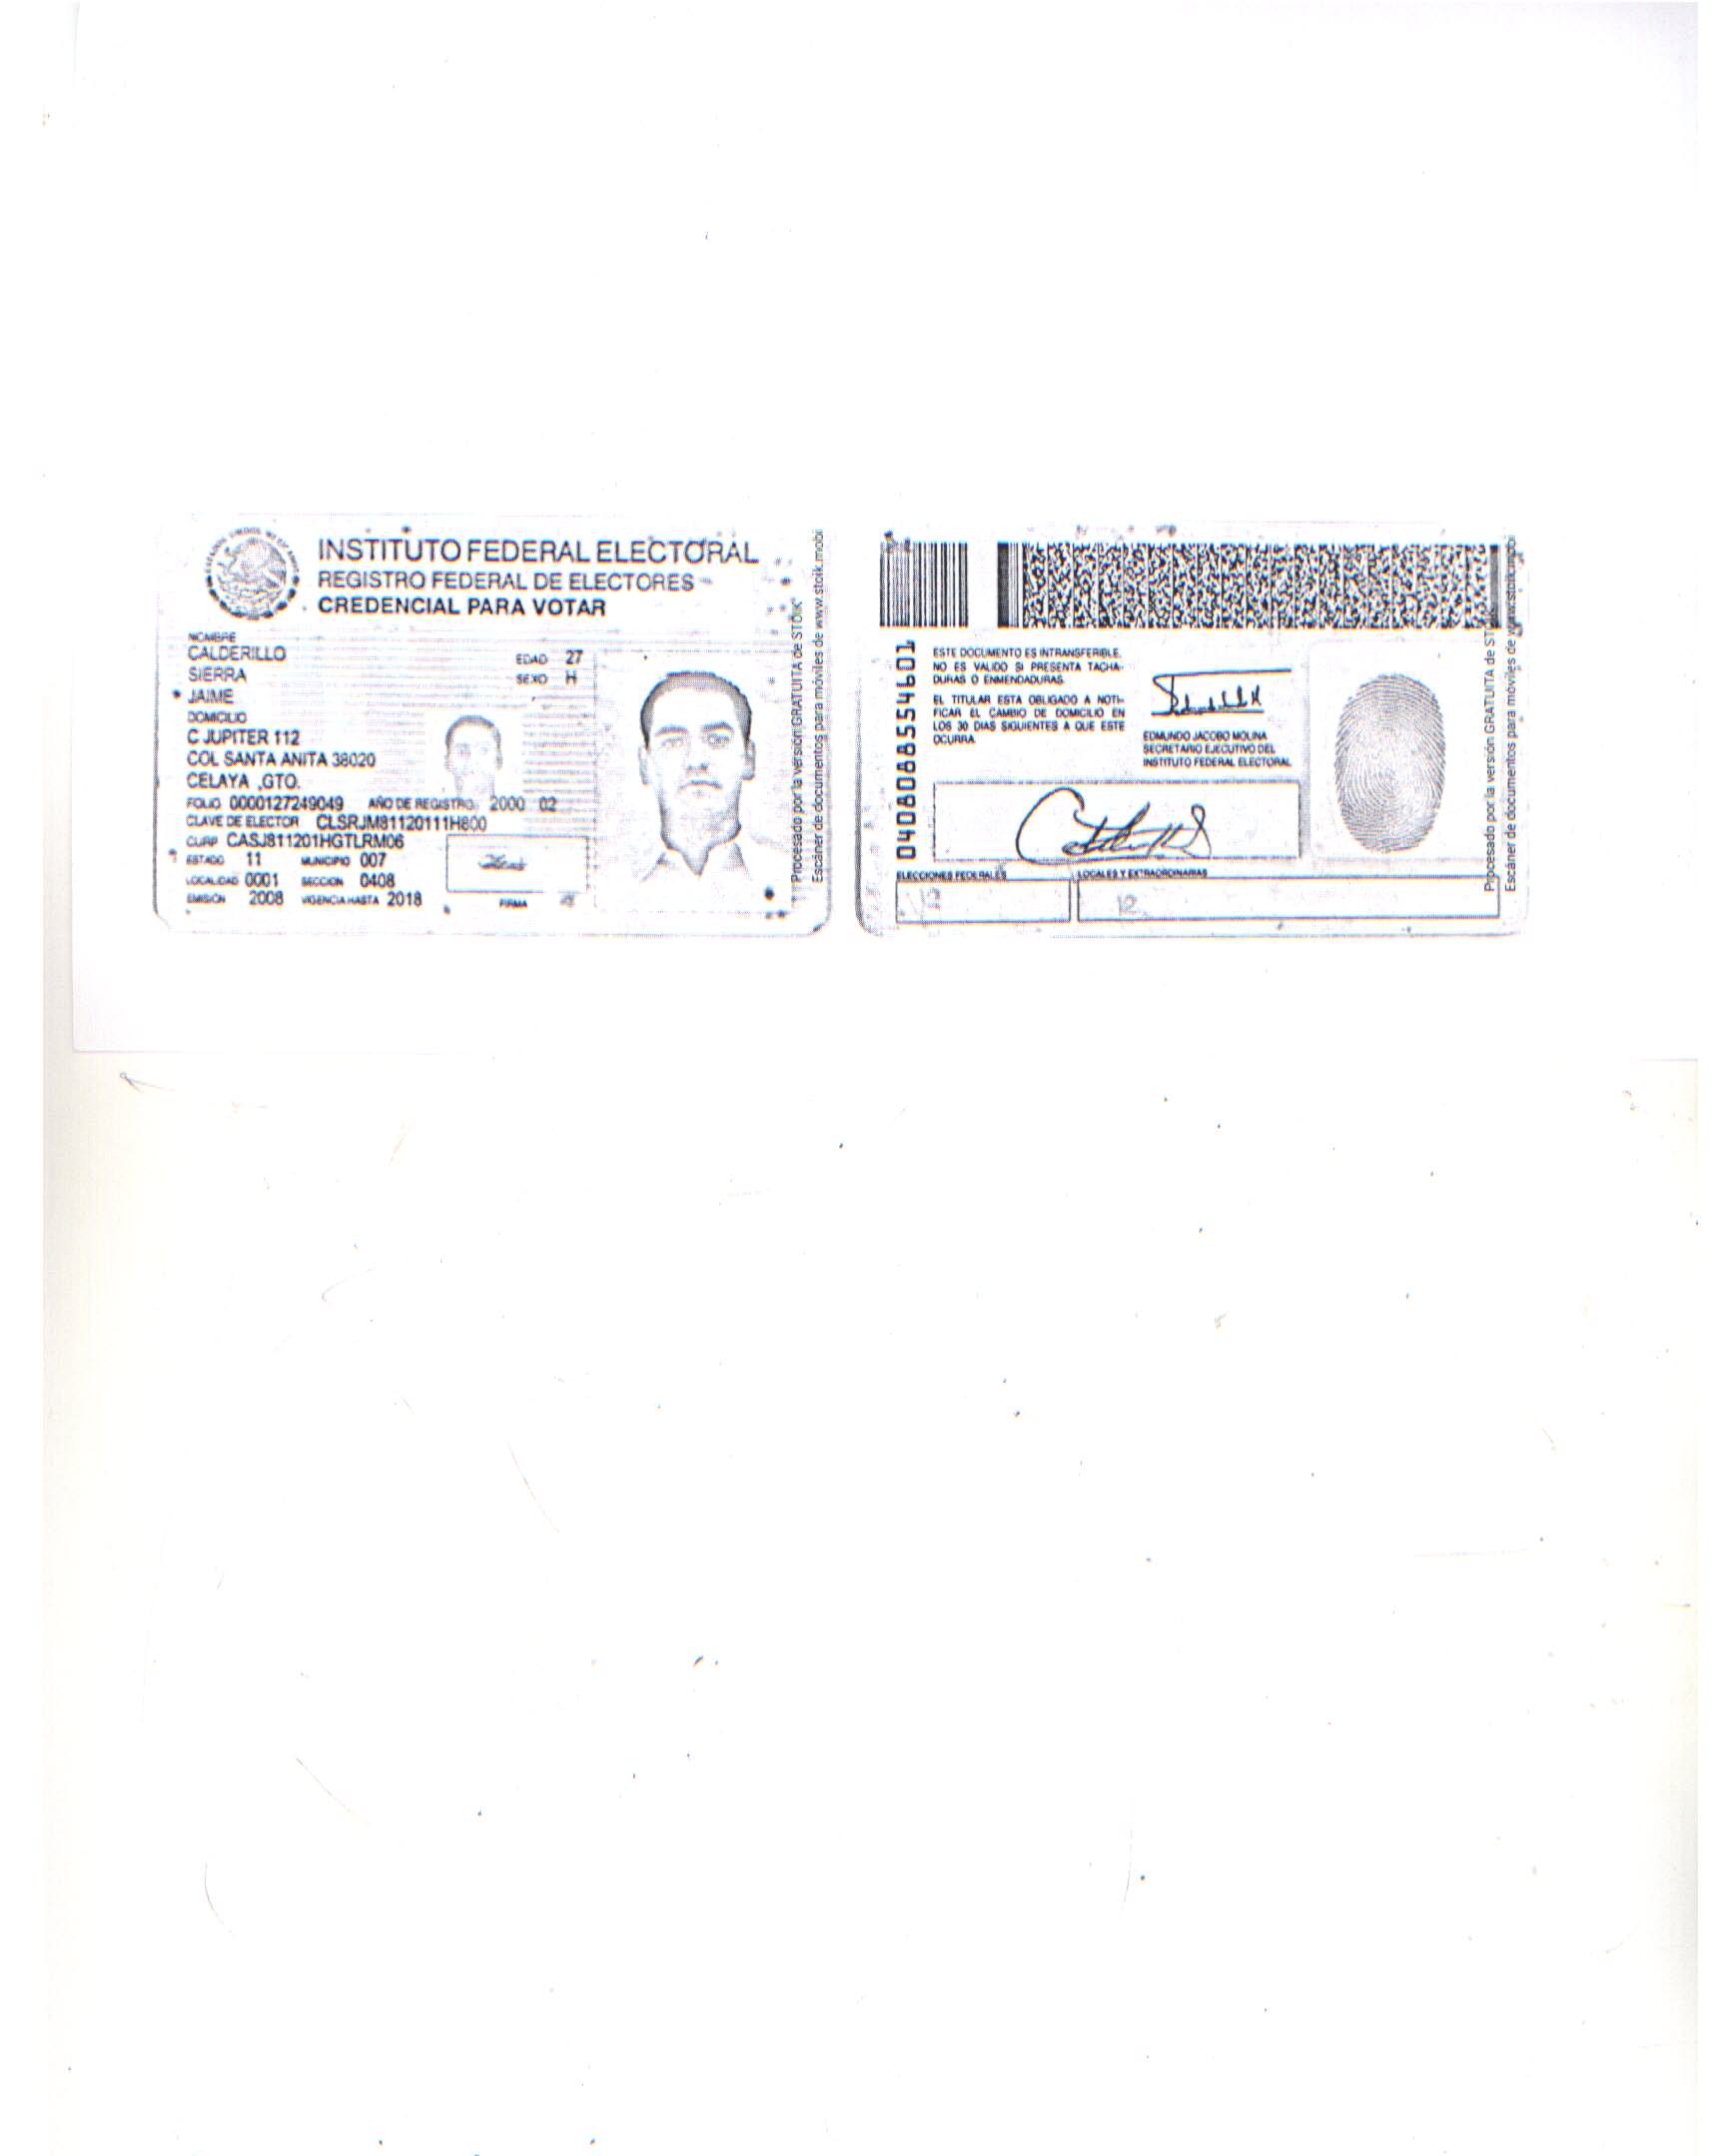 INSTITUTO FEDERAL ELECTORAL
REGISTRO FEDERAL DE ELECTORES
CREDENCIAL PARA VOTAR
NOMBRE
CALDERILLO
SIERRA
JAIME
EDAD 27
SEXO H
DOMICILIO
C JUPITER 112
COL SANTA ANITA 38020
CELAYA ,GTO.
FOLIO 0000127249049 AÑO DE REGISTRO 2000 02
CLAVE DE ELECTOR CLSRJM81120111H800
CURP CASJ811201HGTLRM06
ESTADO 11 MUNICIPIO 007
LOCALIDAD 0001 SECCION 0408
EMISIÓN 2008 VIGENCIA HASTA 2018
FIRMA
Procesado por la versión GRATUITA de STOIK
Escáner de documentos para móviles de www.stoik.mobi
0408088554601
ESTE DOCUMENTO ES INTRANSFERIBLE.
NO ES VALIDO SI PRESENTA TACHA-
DURAS O ENMENDADURAS.
EL TITULAR ESTA OBLIGADO A NOTI-
FICAR EL CAMBIO DE DOMICILIO EN
LOS 30 DIAS SIGUIENTES A QUE ESTE
OCURRA.
EDMUNDO JACOBO MOLINA
SECRETARIO EJECUTIVO DEL
INSTITUTO FEDERAL ELECTORAL
ELECCIONES FEDERALES
LOCALES Y EXTRAORDINARIAS
12
12
Procesado por la versión GRATUITA de ST
Escáner de documentos para móviles de www.stoik.mobi